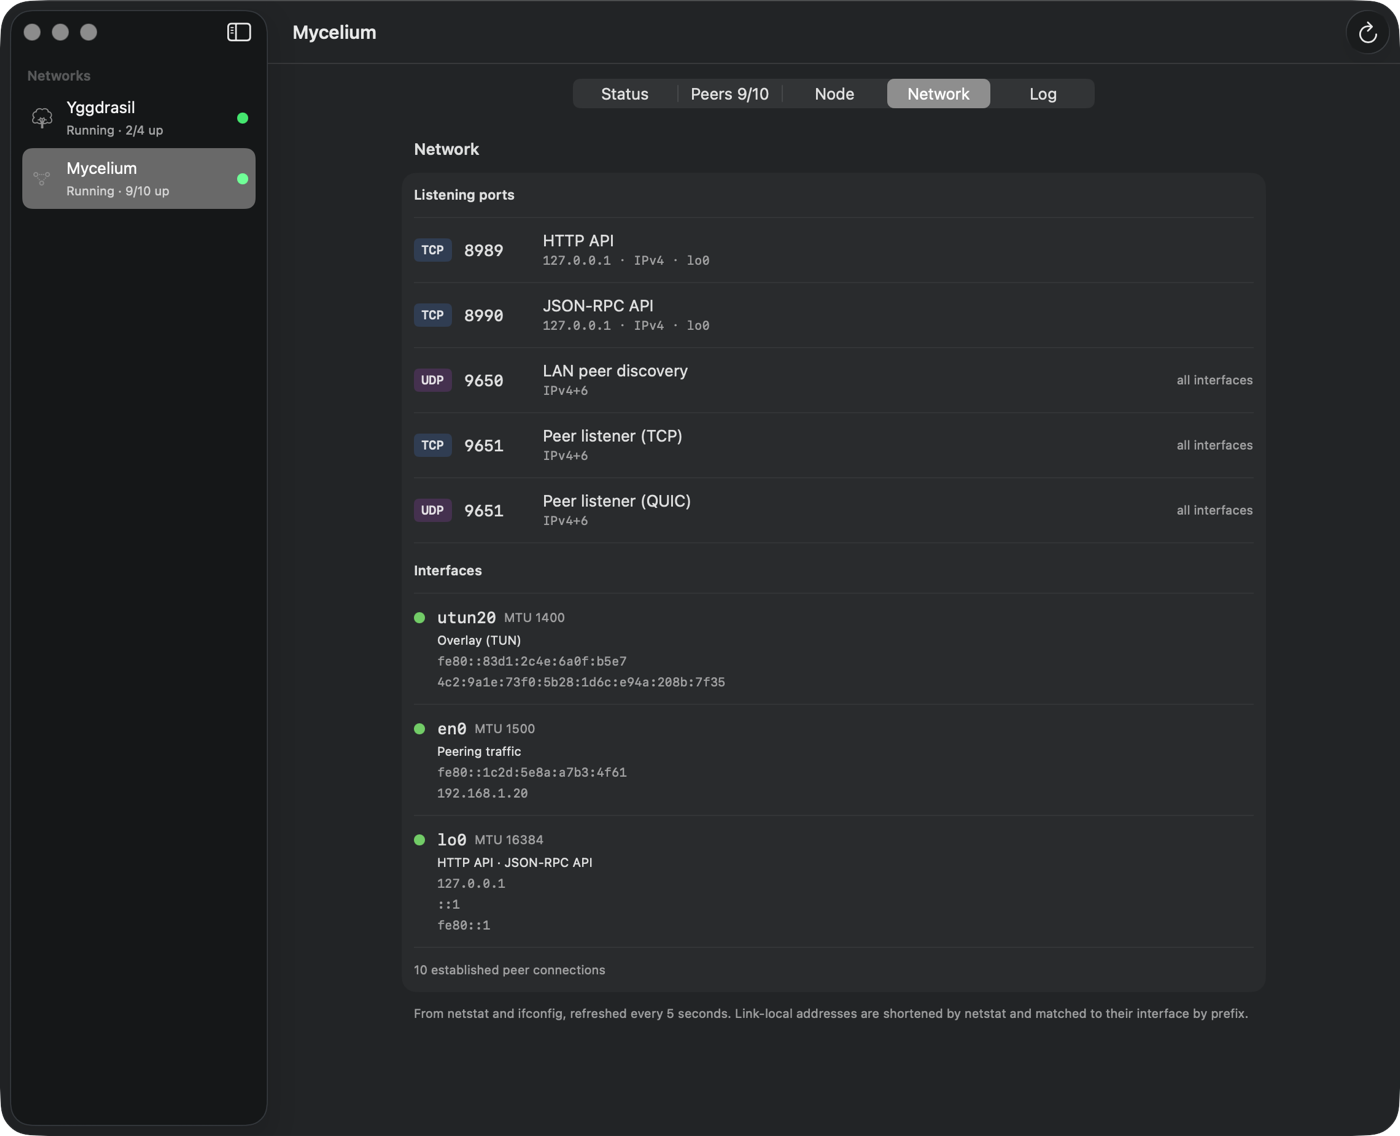 Mycelium
Networks
Yggdrasil
Running · 2/4 up
Mycelium
Running · 9/10 up
Status
Peers 9/10
Node
Network
Log
Network
Listening ports
TCP 8989 HTTP API
127.0.0.1 · IPv4 · lo0
TCP 8990 JSON-RPC API
127.0.0.1 · IPv4 · lo0
UDP 9650 LAN peer discovery
IPv4+6
all interfaces
TCP 9651 Peer listener (TCP)
IPv4+6
all interfaces
UDP 9651 Peer listener (QUIC)
IPv4+6
all interfaces
Interfaces
utun20 MTU 1400
Overlay (TUN)
fe80::83d1:2c4e:6a0f:b5e7
4c2:9a1e:73f0:5b28:1d6c:e94a:208b:7f35
en0 MTU 1500
Peering traffic
fe80::1c2d:5e8a:a7b3:4f61
192.168.1.20
lo0 MTU 16384
HTTP API · JSON-RPC API
127.0.0.1
::1
fe80::1
10 established peer connections
From netstat and ifconfig, refreshed every 5 seconds. Link-local addresses are shortened by netstat and matched to their interface by prefix.